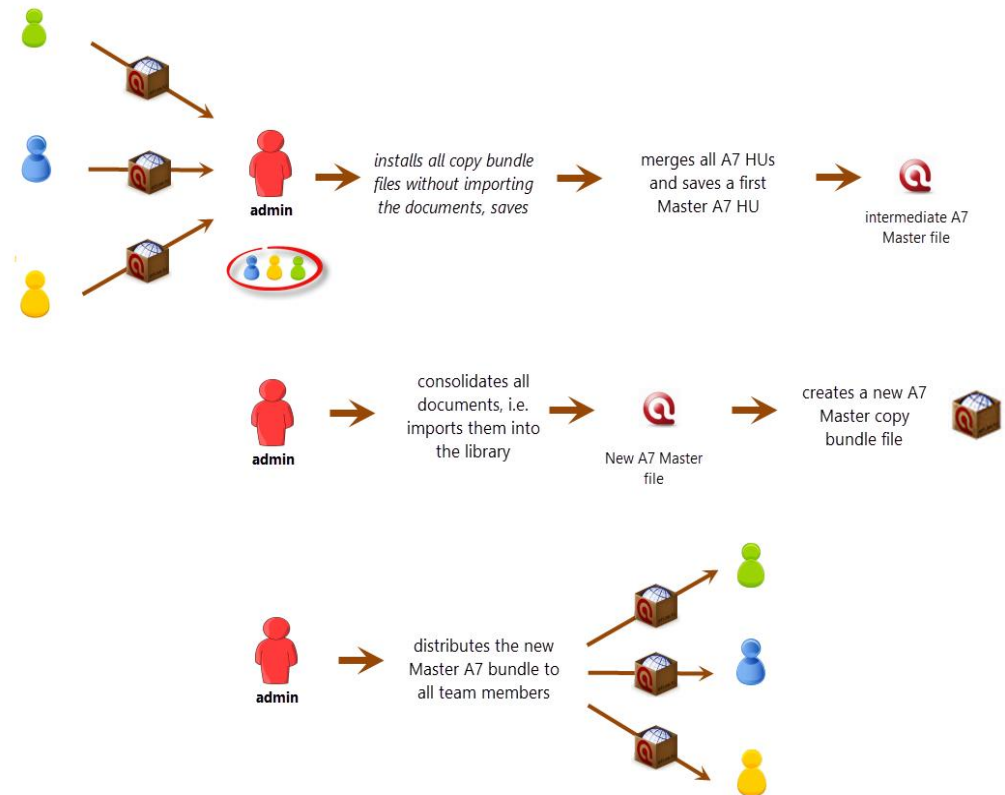 admin
installs all copy bundle
files without importing
the documents, saves
merges all A7 HUs
and saves a first
Master A7 HU
intermediate A7
Master file
admin
consolidates all
documents, i.e.
imports them into
the library
New A7 Master
file
creates a new A7
Master copy
bundle file
admin
distributes the new
Master A7 bundle to
all team members